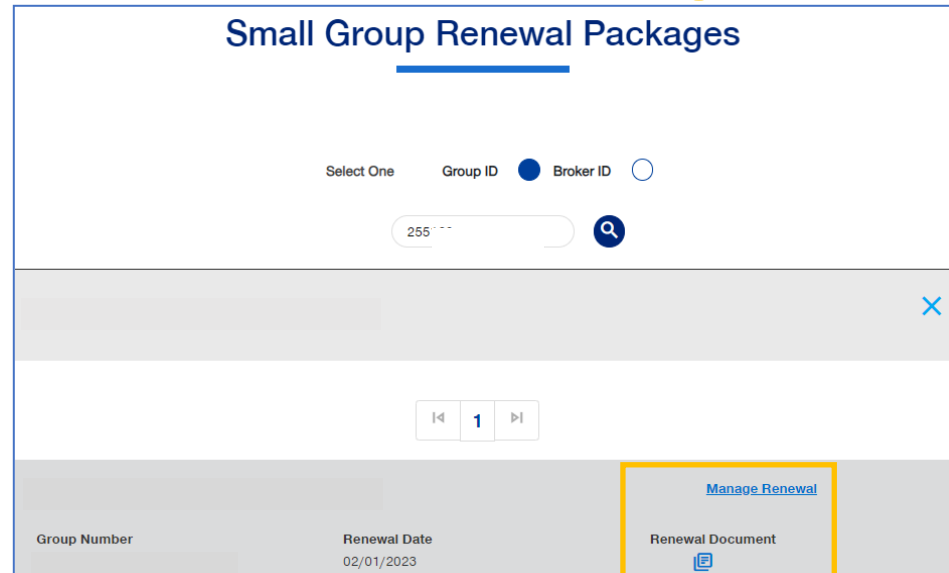 Small Group Renewal Packages
Select One Group ID Broker ID
255
1
Manage Renewal
Group Number Renewal Date Renewal Document
02/01/2023